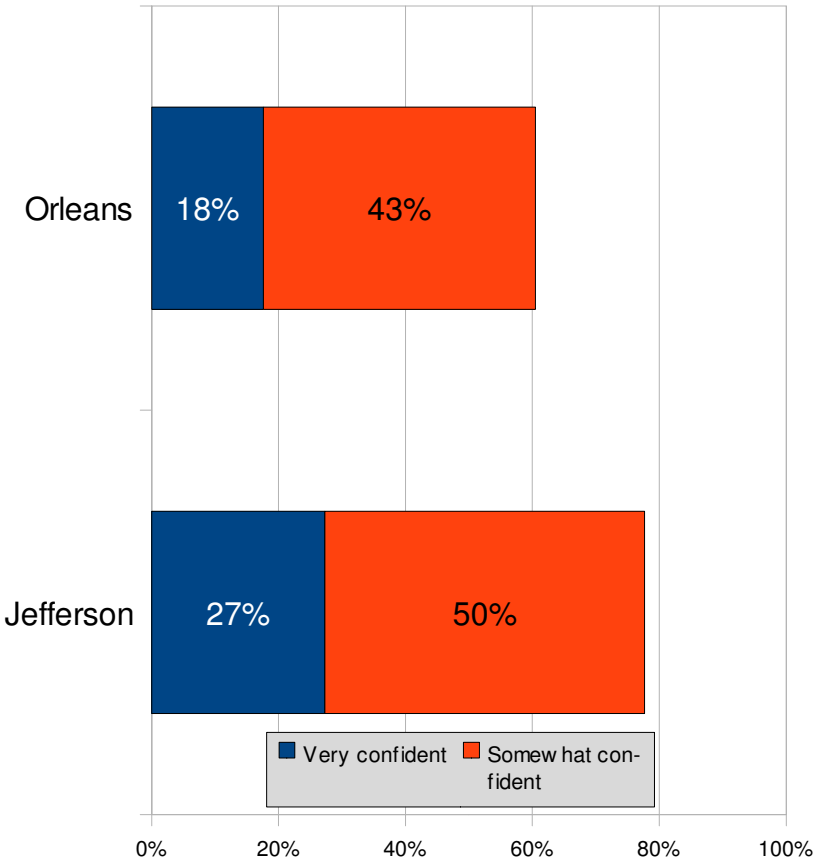 Orleans
18%
43%
Jefferson
27%
50%
Very confident
Somew hat con-
fident
0%
20%
40%
60%
80%
100%